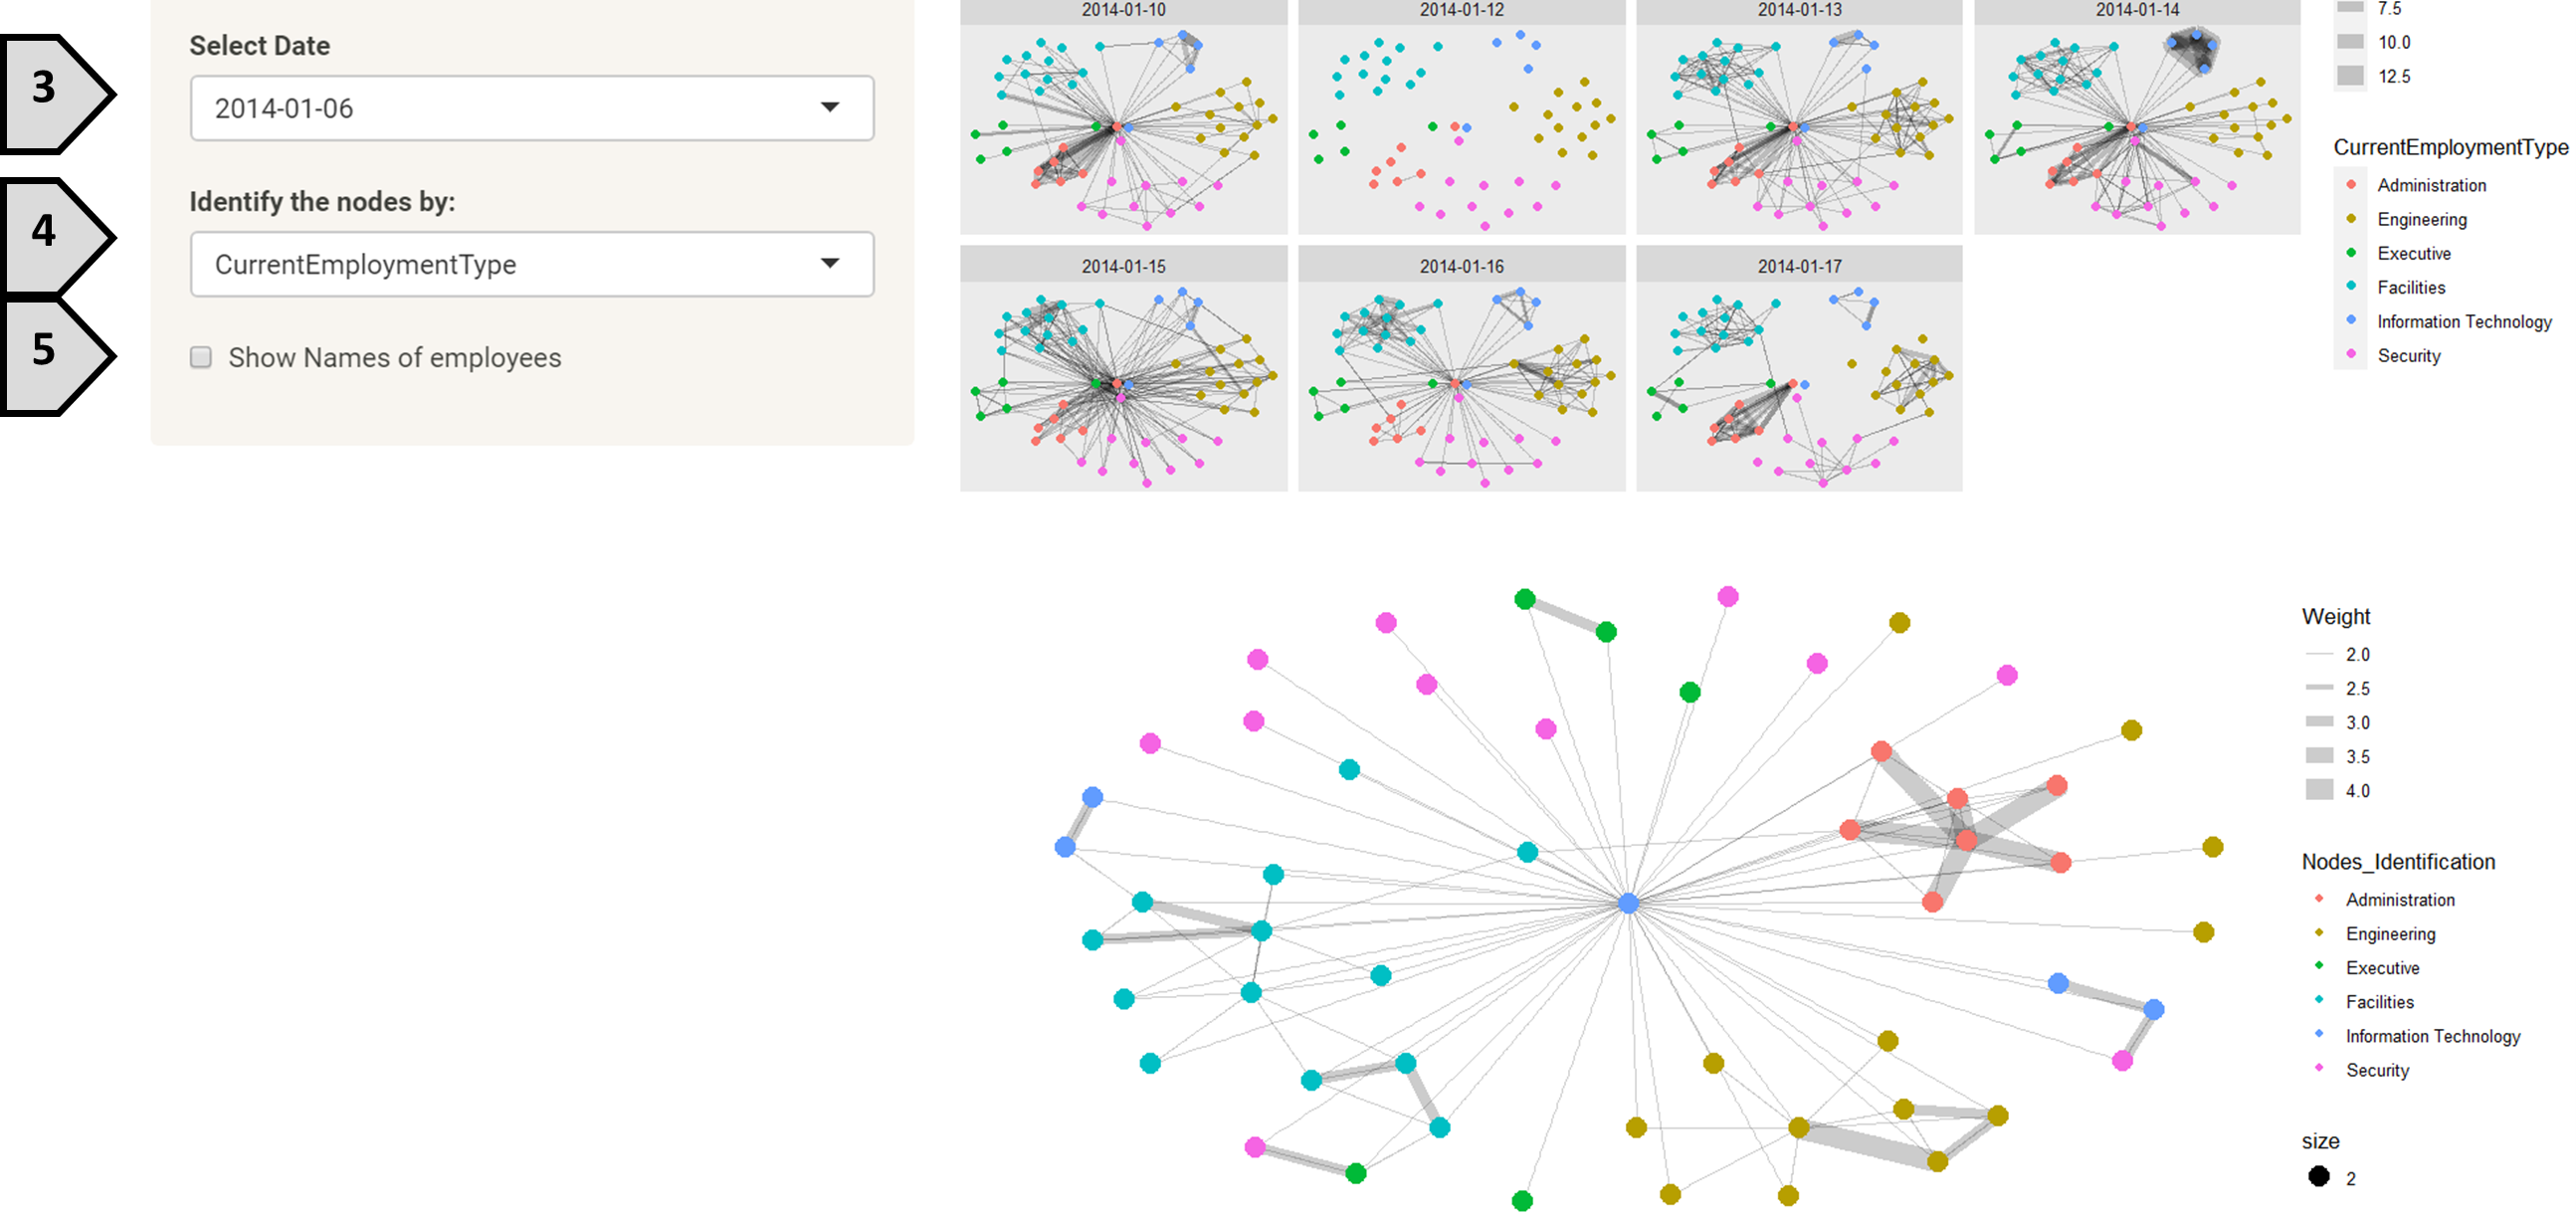 3
Select Date
2014-01-06
4
Identify the nodes by:
CurrentEmploymentType
5
Show Names of employees
2014-01-10
2014-01-12
2014-01-13
2014-01-14
2014-01-15
2014-01-16
2014-01-17
7.5
10.0
12.5
CurrentEmploymentType
Administration
Engineering
Executive
Facilities
Information Technology
Security
Weight
2.0
2.5
3.0
3.5
4.0
Nodes_Identification
Administration
Engineering
Executive
Facilities
Information Technology
Security
size
2